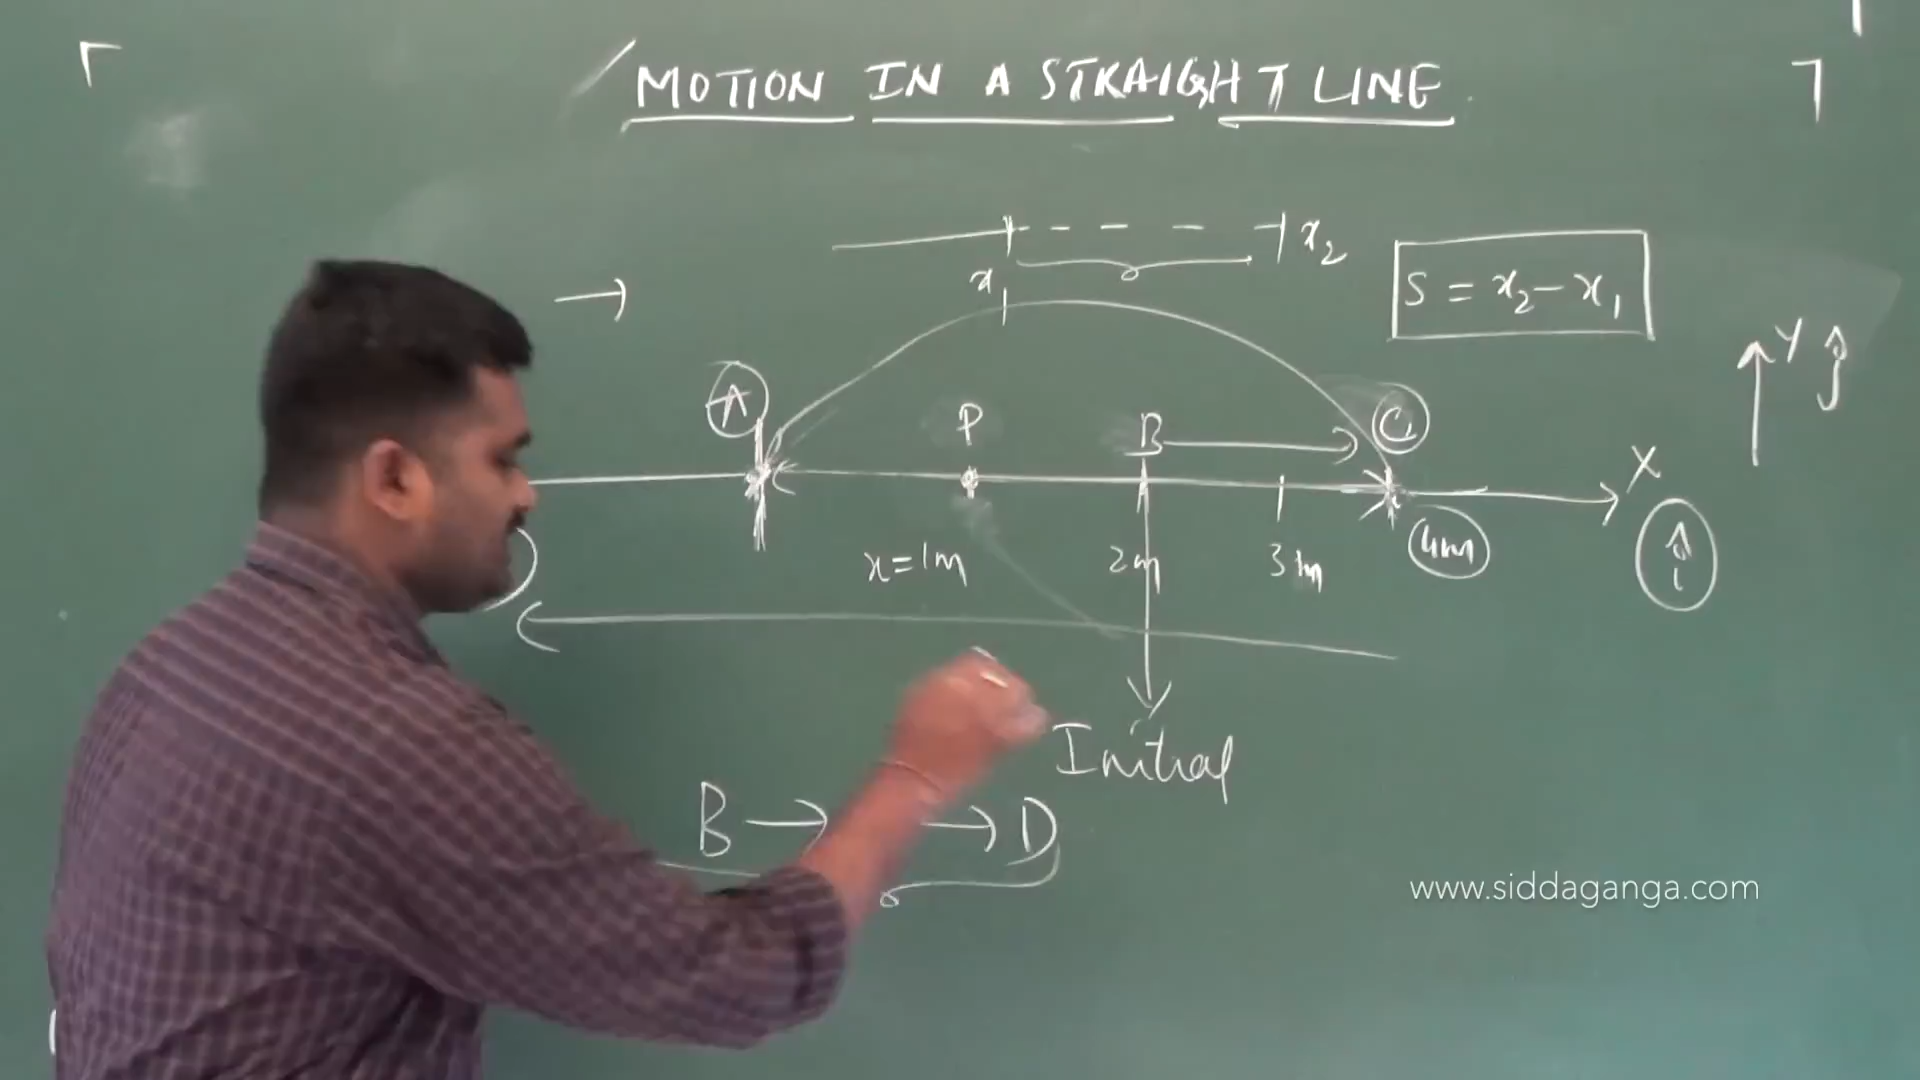 MOTION IN A STRAIGHT LINE
x₁ x₂
S = x₂ - x₁
Y ĵ
A P B C
X
x=1m 2m 3m 4m
î
Initial
B → → D
www.siddaganga.com